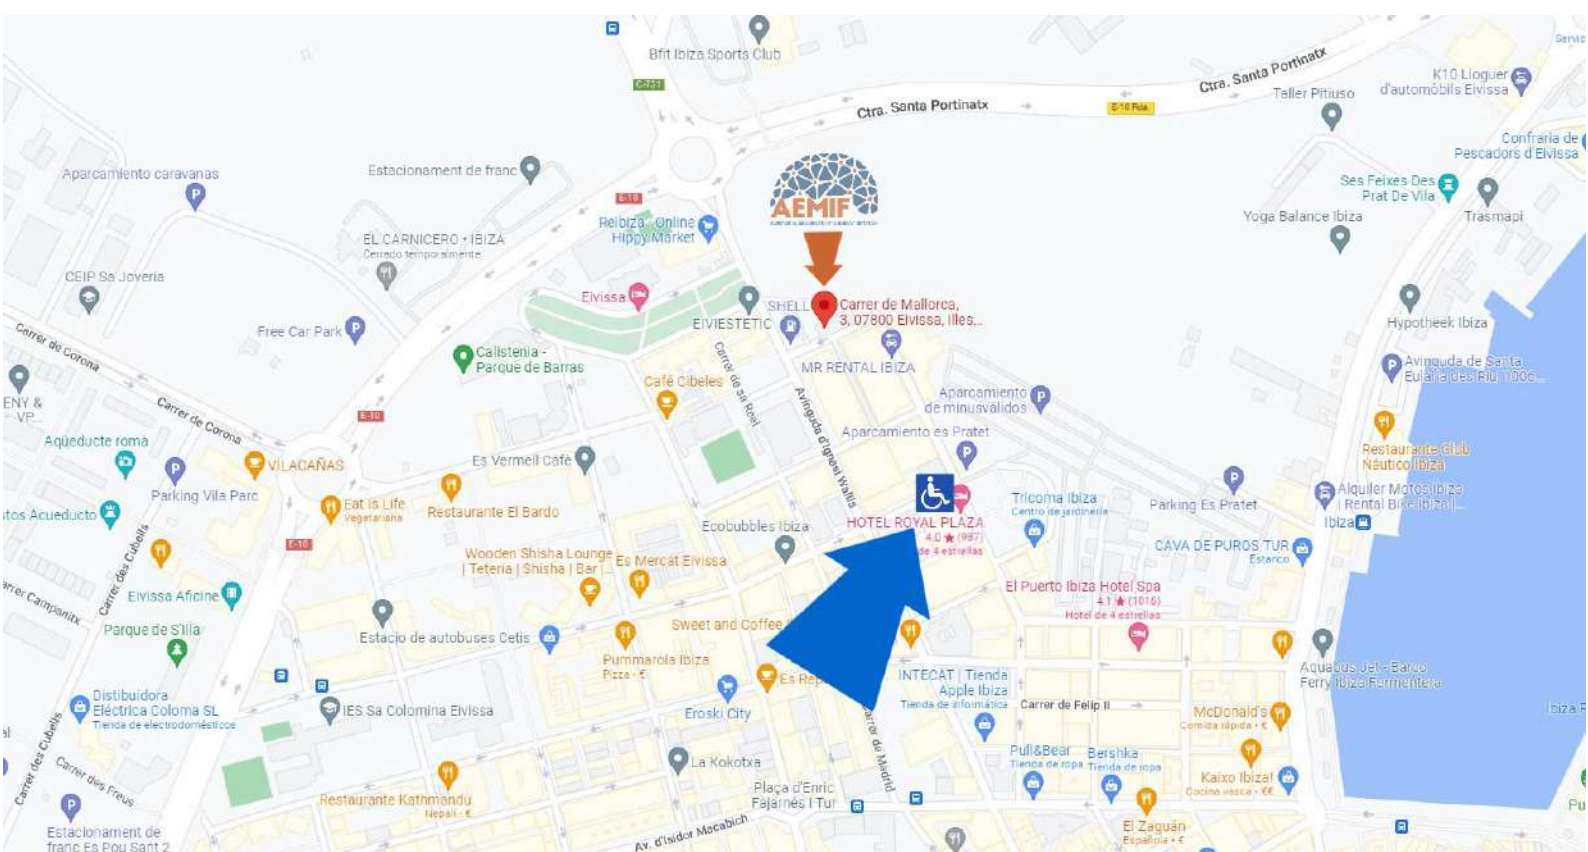 Bfit Ibiza Sports Club
Servic
C-731
Ctra. Santa Portinatx
Ctra. Santa Portinatx
E-10 Rda.
K10 Lloguer
d'automòbils Eivissa
Taller Pitiuso
Confraria de
Pescadors d'Eivissa
Aparcamiento caravanas
Estacionament de franc
E-10
AEMIF
Ses Feixes Des
Prat De Vila
Trasmapi
Yoga Balance Ibiza
Reibiza - Online
Hippy Market
EL CARNICERO • IBIZA
Cerrado temporalmente
CEIP Sa Joveria
Eivissa
SHELL
Carrer de Mallorca,
3, 07800 Eivissa, Illes...
EIVIESTETIC
Hypotheek Ibiza
Free Car Park
Carrer de Corona
Calistenia -
Parque de Barras
MR RENTAL IBIZA
Avinguda de Santa
Eulària des Riu, 100c...
Café Cibeles
Carrer de sa Real
Avinguda d'Ignasi Wallis
Aparcamiento
de minusválidos
ENY &
VP...
Carrer de Corona
E-10
Aqüeducte romà
Es Vermell Cafè
Aparcamiento es Pratet
Restaurante Club
Náutico Ibiza
VILACAÑAS
Parking Vila Parc
Eat is Life
Vegetariana
Restaurante El Bardo
Tricoma Ibiza
Centro de jardinería
Parking Es Pratet
Alquiler Motos Ibiza
| Rental Bike Ibiza |...
Ibiza
stos Acueducto
Ecobubbles Ibiza
HOTEL ROYAL PLAZA
4.0 ★ (987)
de 4 estrellas
E-10
CAVA DE PUROS TUR
Estanco
Wooden Shisha Lounge
| Teteria | Shisha | Bar |...
Es Mercat Eivissa
Carrer des Cubells
Eivissa Aficine
El Puerto Ibiza Hotel Spa
4.1 ★ (1016)
Hotel de 4 estrellas
Parque de S'Illa
Estacio de autobuses Cetis
Sweet and Coffee
Pummarola Ibiza
Pizza • €
Es Rep
INTECAT | Tienda
Apple Ibiza
Tienda de informática
Aquabus Jet - Barco
Ferry Ibiza Formentera
Distibuidora
Eléctrica Coloma SL
Tienda de electrodomésticos
IES Sa Colomina Eivissa
Eroski City
Carrer de Felip II
McDonald's
Comida rápida • €
Ibiza P
Carrer des Cubells
Carrer des Freus
La Kokotxa
Carrer de Madrid
Pull&Bear
Tienda de ropa
Bershka
Tienda de ropa
Kaixo Ibiza!
Cocina vasca • €€
Restaurante Kathmandu
Nepalí • €
Plaça d'Enric
Fajarnés i Tur
Pu
Estacionament de
franc Es Pou Sant 2
Av. d'Isidor Macabich
El Zaguán
Española • €